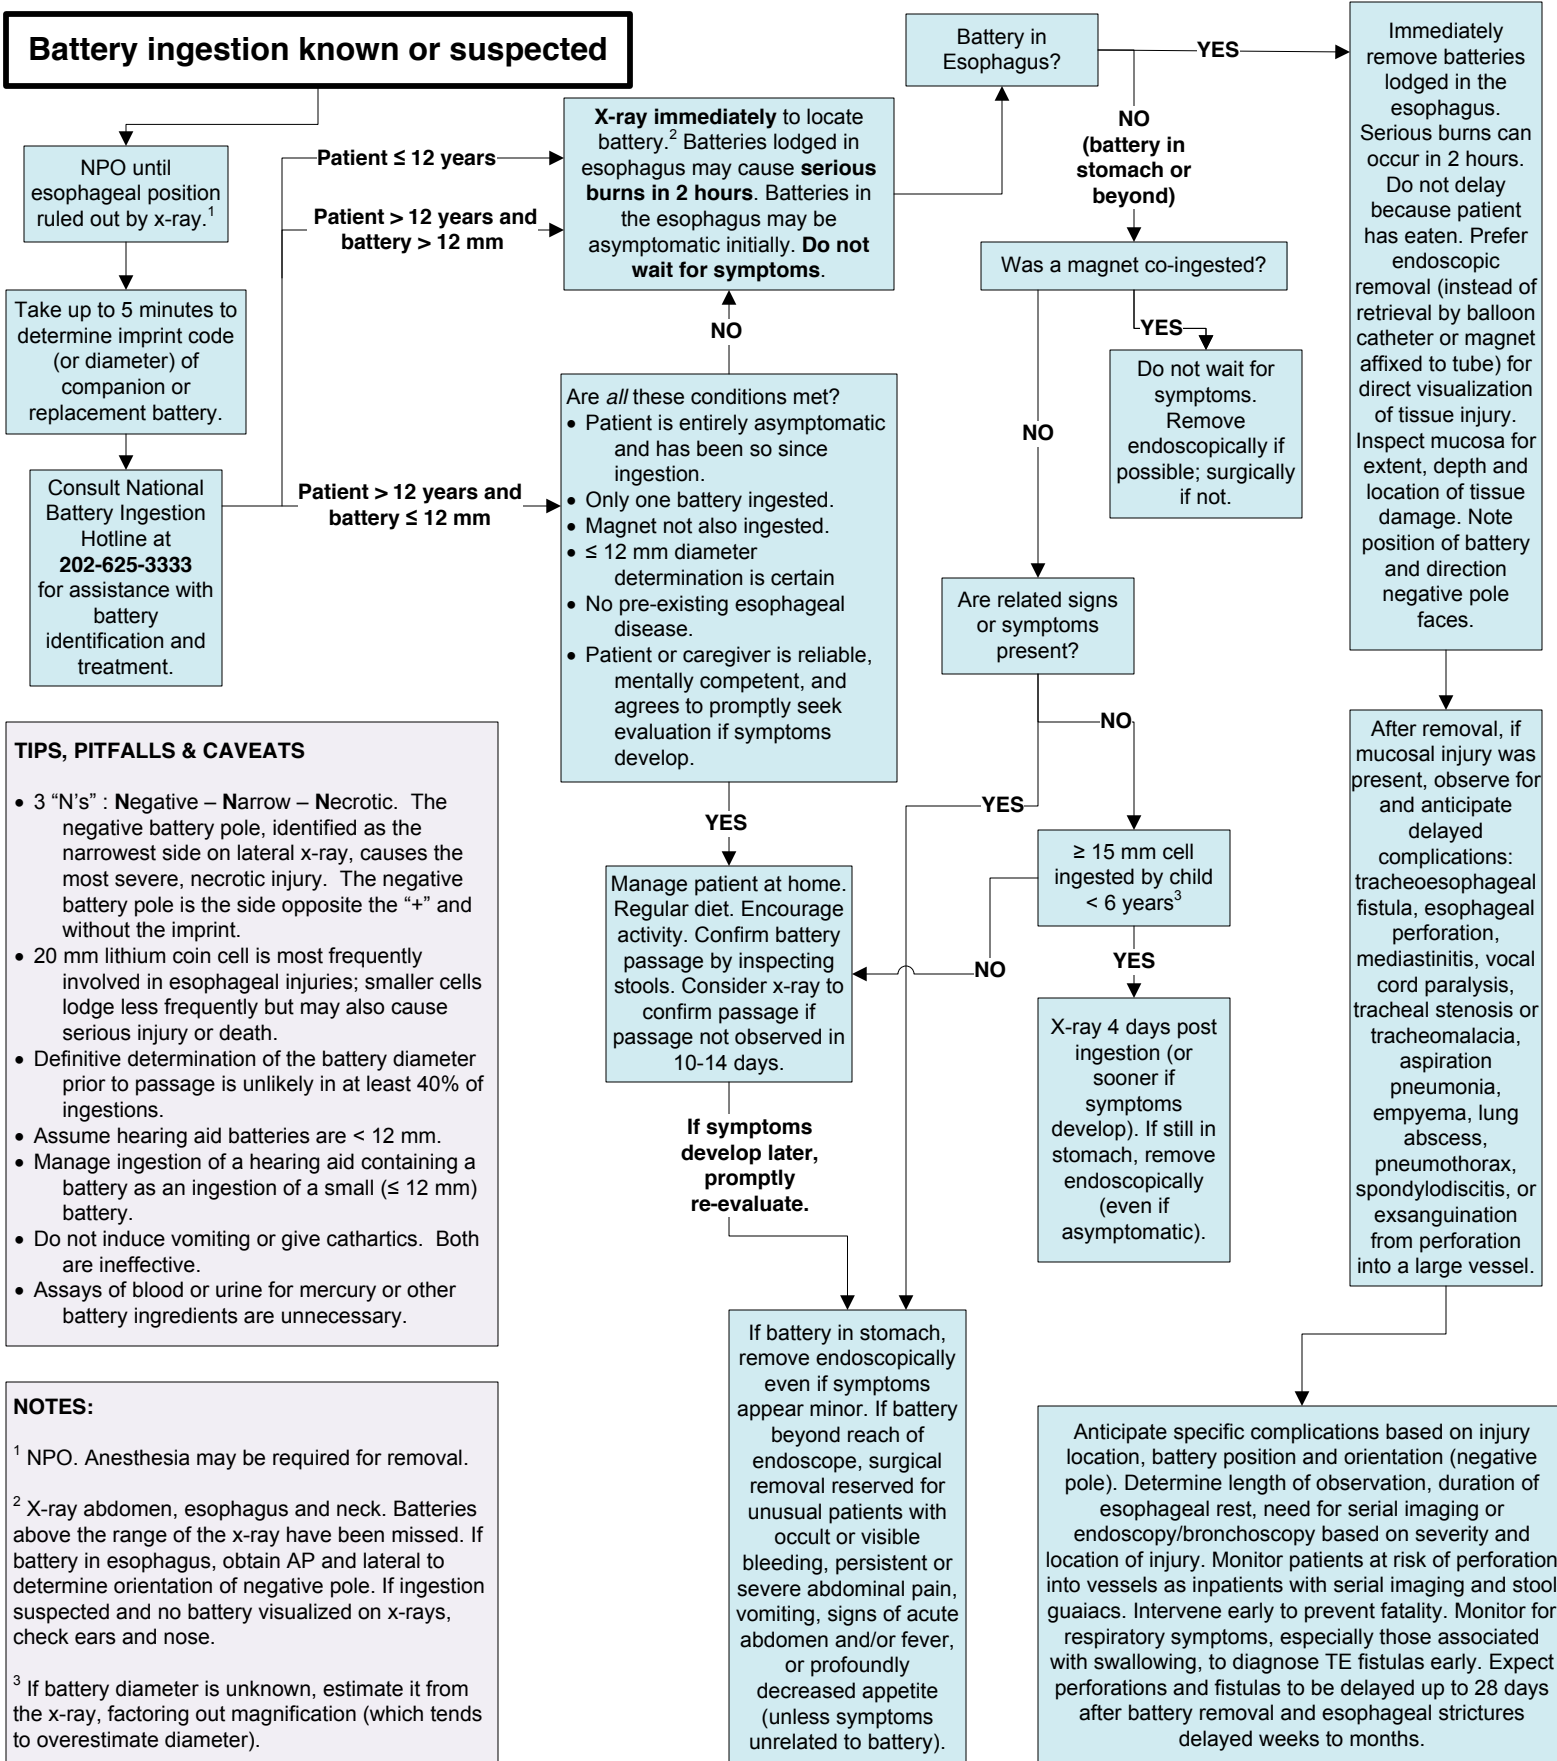 Battery ingestion known or suspected
NPO until
esophageal position
ruled out by x-ray.1
Take up to 5 minutes to
determine imprint code
(or diameter) of
companion or
replacement battery.
Consult National
Battery Ingestion
Hotline at
202-625-3333
for assistance with
battery
identification and
treatment.
Patient ≤ 12 years
Patient > 12 years and
battery > 12 mm
Patient > 12 years and
battery ≤ 12 mm
X-ray immediately to locate
battery.2 Batteries lodged in
esophagus may cause serious
burns in 2 hours. Batteries in
the esophagus may be
asymptomatic initially. Do not
wait for symptoms.
NO
Are all these conditions met?
• Patient is entirely asymptomatic
and has been so since
ingestion.
• Only one battery ingested.
• Magnet not also ingested.
• ≤ 12 mm diameter
determination is certain
• No pre-existing esophageal
disease.
• Patient or caregiver is reliable,
mentally competent, and
agrees to promptly seek
evaluation if symptoms
develop.
YES
Manage patient at home.
Regular diet. Encourage
activity. Confirm battery
passage by inspecting
stools. Consider x-ray to
confirm passage if
passage not observed in
10-14 days.
If symptoms
develop later,
promptly
re-evaluate.
Battery in
Esophagus?
YES
NO
(battery in
stomach or
beyond)
Was a magnet co-ingested?
YES
Do not wait for
symptoms.
Remove
endoscopically if
possible; surgically
if not.
NO
Are related signs
or symptoms
present?
NO
YES
≥ 15 mm cell
ingested by child
< 6 years3
NO
YES
X-ray 4 days post
ingestion (or
sooner if
symptoms
develop). If still in
stomach, remove
endoscopically
(even if
asymptomatic).
If battery in stomach,
remove endoscopically
even if symptoms
appear minor. If battery
beyond reach of
endoscope, surgical
removal reserved for
unusual patients with
occult or visible
bleeding, persistent or
severe abdominal pain,
vomiting, signs of acute
abdomen and/or fever,
or profoundly
decreased appetite
(unless symptoms
unrelated to battery).
Immediately
remove batteries
lodged in the
esophagus.
Serious burns can
occur in 2 hours.
Do not delay
because patient
has eaten. Prefer
endoscopic
removal (instead of
retrieval by balloon
catheter or magnet
affixed to tube) for
direct visualization
of tissue injury.
Inspect mucosa for
extent, depth and
location of tissue
damage. Note
position of battery
and direction
negative pole
faces.
After removal, if
mucosal injury was
present, observe for
and anticipate
delayed
complications:
tracheoesophageal
fistula, esophageal
perforation,
mediastinitis, vocal
cord paralysis,
tracheal stenosis or
tracheomalacia,
aspiration
pneumonia,
empyema, lung
abscess,
pneumothorax,
spondylodiscitis, or
exsanguination
from perforation
into a large vessel.
Anticipate specific complications based on injury
location, battery position and orientation (negative
pole). Determine length of observation, duration of
esophageal rest, need for serial imaging or
endoscopy/bronchoscopy based on severity and
location of injury. Monitor patients at risk of perforation
into vessels as inpatients with serial imaging and stool
guaiacs. Intervene early to prevent fatality. Monitor for
respiratory symptoms, especially those associated
with swallowing, to diagnose TE fistulas early. Expect
perforations and fistulas to be delayed up to 28 days
after battery removal and esophageal strictures
delayed weeks to months.
TIPS, PITFALLS & CAVEATS
• 3 “N’s” : Negative – Narrow – Necrotic. The
negative battery pole, identified as the
narrowest side on lateral x-ray, causes the
most severe, necrotic injury. The negative
battery pole is the side opposite the “+” and
without the imprint.
• 20 mm lithium coin cell is most frequently
involved in esophageal injuries; smaller cells
lodge less frequently but may also cause
serious injury or death.
• Definitive determination of the battery diameter
prior to passage is unlikely in at least 40% of
ingestions.
• Assume hearing aid batteries are < 12 mm.
• Manage ingestion of a hearing aid containing a
battery as an ingestion of a small (≤ 12 mm)
battery.
• Do not induce vomiting or give cathartics. Both
are ineffective.
• Assays of blood or urine for mercury or other
battery ingredients are unnecessary.
NOTES:
1 NPO. Anesthesia may be required for removal.
2 X-ray abdomen, esophagus and neck. Batteries
above the range of the x-ray have been missed. If
battery in esophagus, obtain AP and lateral to
determine orientation of negative pole. If ingestion
suspected and no battery visualized on x-rays,
check ears and nose.
3 If battery diameter is unknown, estimate it from
the x-ray, factoring out magnification (which tends
to overestimate diameter).